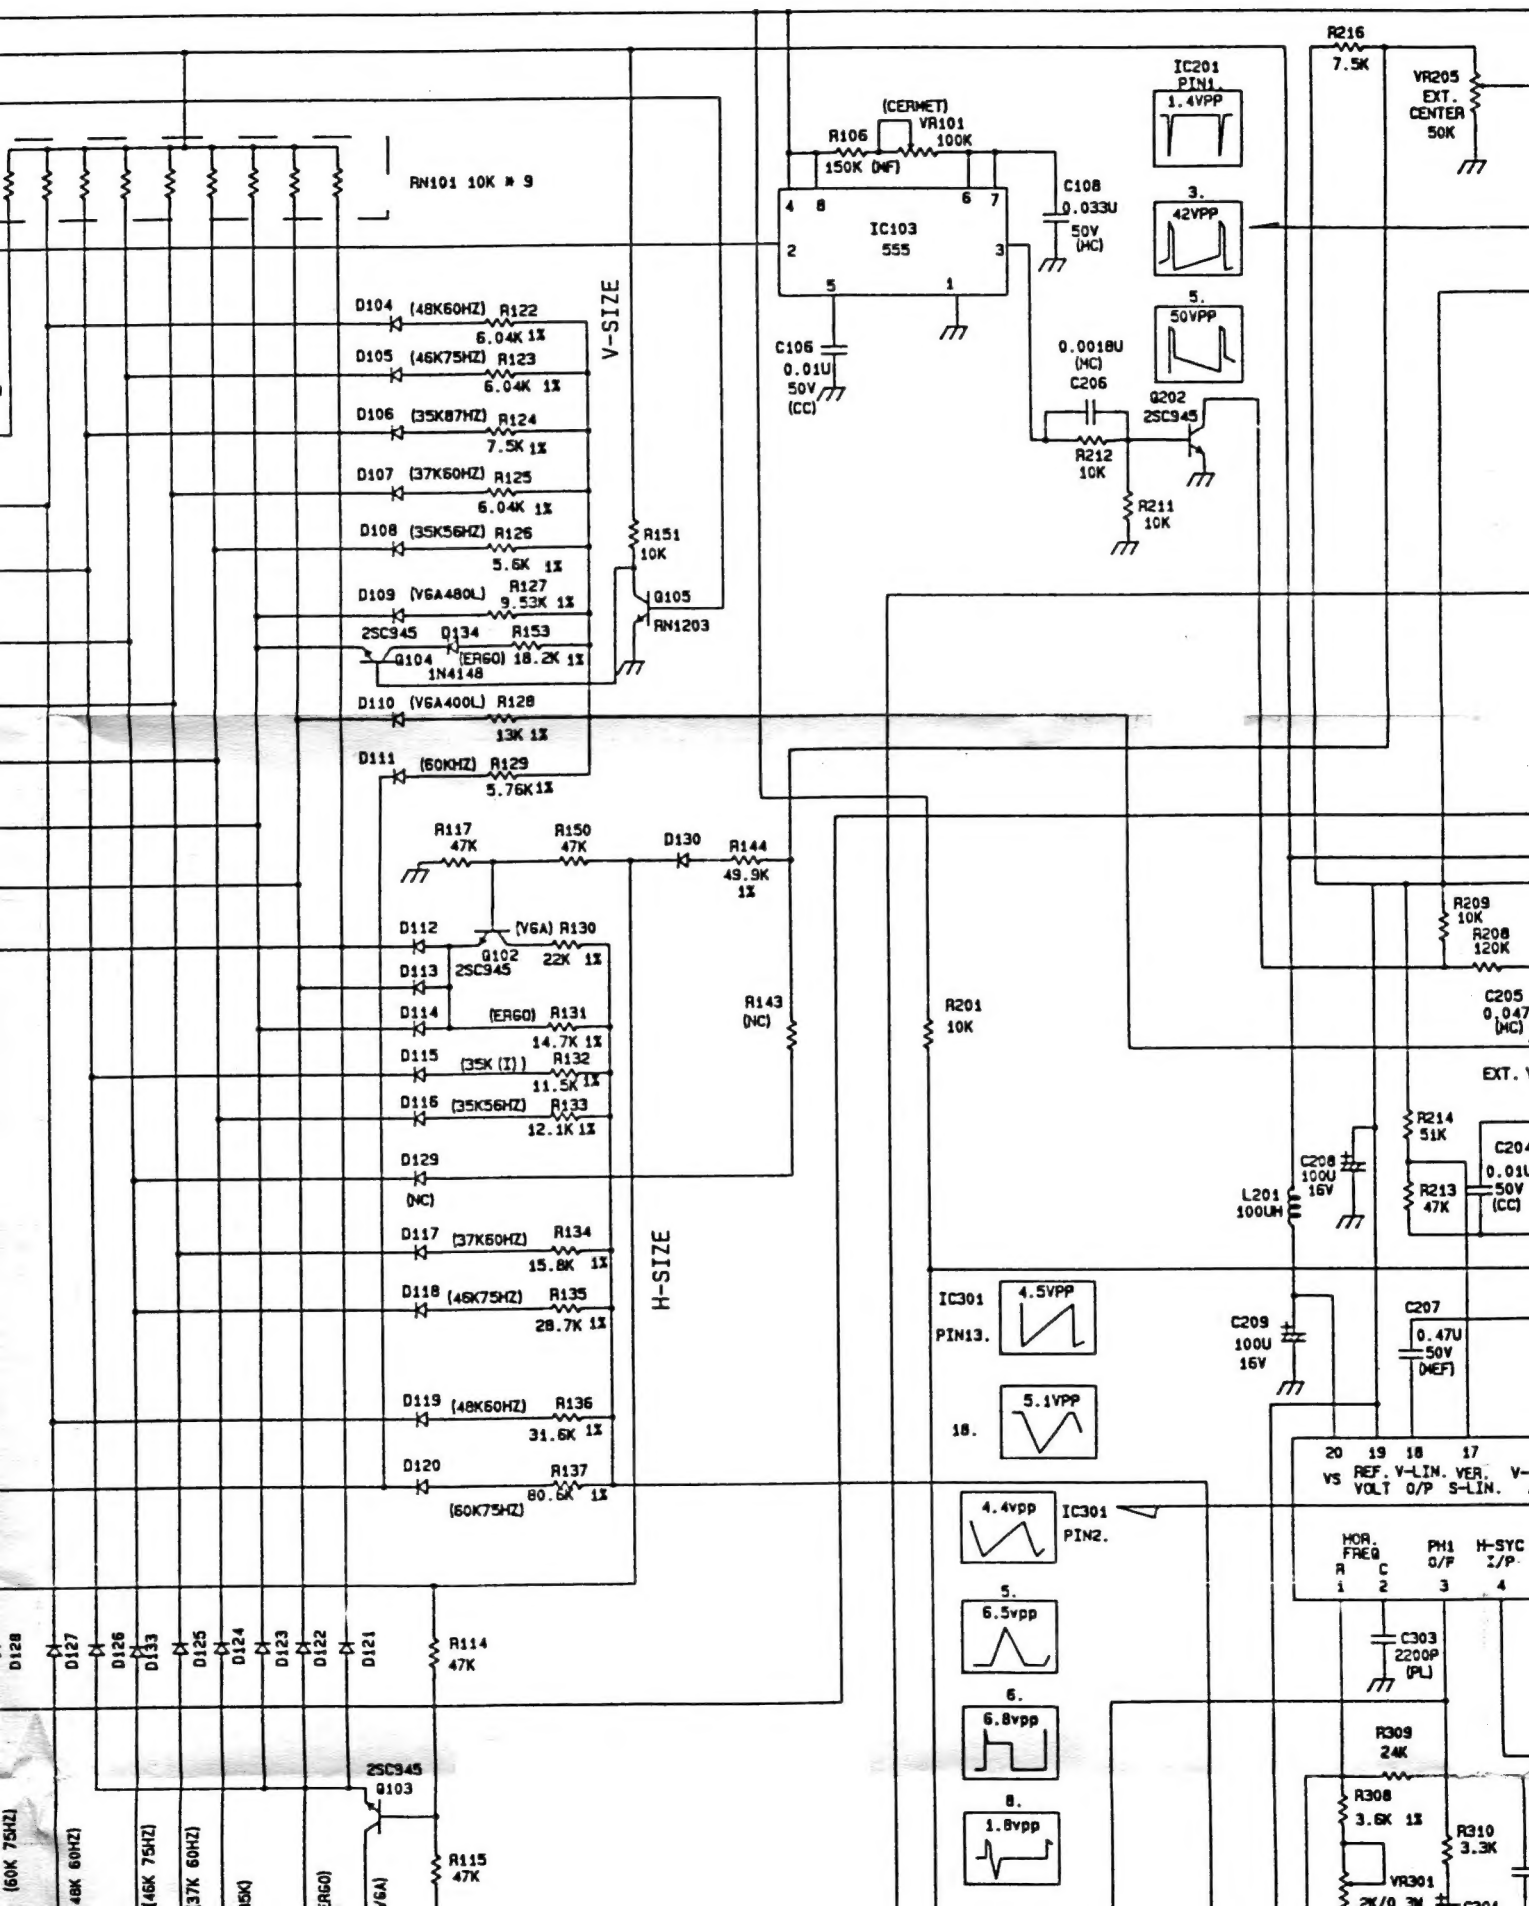 R216
7.5K
VR205
EXT.
CENTER
50K
IC201
PIN1.
1.4VPP
(CERMET)
VR101
100K
R106
150K (MF)
RN101 10K * 9
3.
42VPP
C108
0.033U
50V
(MC)
4 8 6 7
IC103
555
2 3
5 1
V-SIZE
5.
50VPP
D104 (48K60HZ) R122
6.04K 1%
D105 (46K75HZ) R123
6.04K 1%
D106 (35K87HZ) R124
7.5K 1%
D107 (37K60HZ) R125
6.04K 1%
D108 (35K56HZ) R126
5.6K 1%
D109 (VGA480L) R127
9.53K 1%
2SC945 D134 R153
Q104 (ERGO) 18.2K 1%
1N4148
D110 (VGA400L) R128
13K 1%
D111 (60KHZ) R129
5.76K 1%
C106
0.01U
50V
(CC)
0.0018U
(MC)
C206
Q202
2SC945
R212
10K
R211
10K
R151
10K
Q105
RN1203
R117
47K
R150
47K
D130
R144
49.9K
1%
D112 (VGA) R130
Q102 22K 1%
2SC945
D113
D114 (ERGO) R131
14.7K 1%
D115 (35K(I)) R132
11.5K 1%
D116 (35K56HZ) R133
12.1K 1%
D129
(NC)
D117 (37K60HZ) R134
15.8K 1%
D118 (46K75HZ) R135
28.7K 1%
D119 (48K60HZ) R136
31.6K 1%
D120 R137
80.6K 1%
(60K75HZ)
H-SIZE
R143
(NC)
R201
10K
R209
10K
R208
120K
C205
0.047
(MC)
EXT.
R214
51K
C204
0.01U
50V
(CC)
R213
47K
C208
100U
16V
L201
100UH
C209
100U
16V
C207
0.47U
50V
(MEF)
IC301
PIN13.
4.5VPP
18.
5.1VPP
4.4vpp
IC301
PIN2.
5.
6.5vpp
6.
6.8vpp
8.
1.8vpp
20 19 18 17
VS REF. V-LIN. VER. V-
VOLT O/P S-LIN.
HOR.
FREQ PH1 H-SYC
R C O/P I/P
1 2 3 4
C303
2200P
(PL)
R309
24K
R308
3.6K 1%
R310
3.3K
VR301
2K/0.3W
D128
D127
D126
D133
D125
D124
D123
D122
D121
R114
47K
2SC945
Q103
R115
47K
(60K 75HZ)
48K 60HZ)
(46K 75HZ)
37K 60HZ)
35K)
ERGO)
VGA)